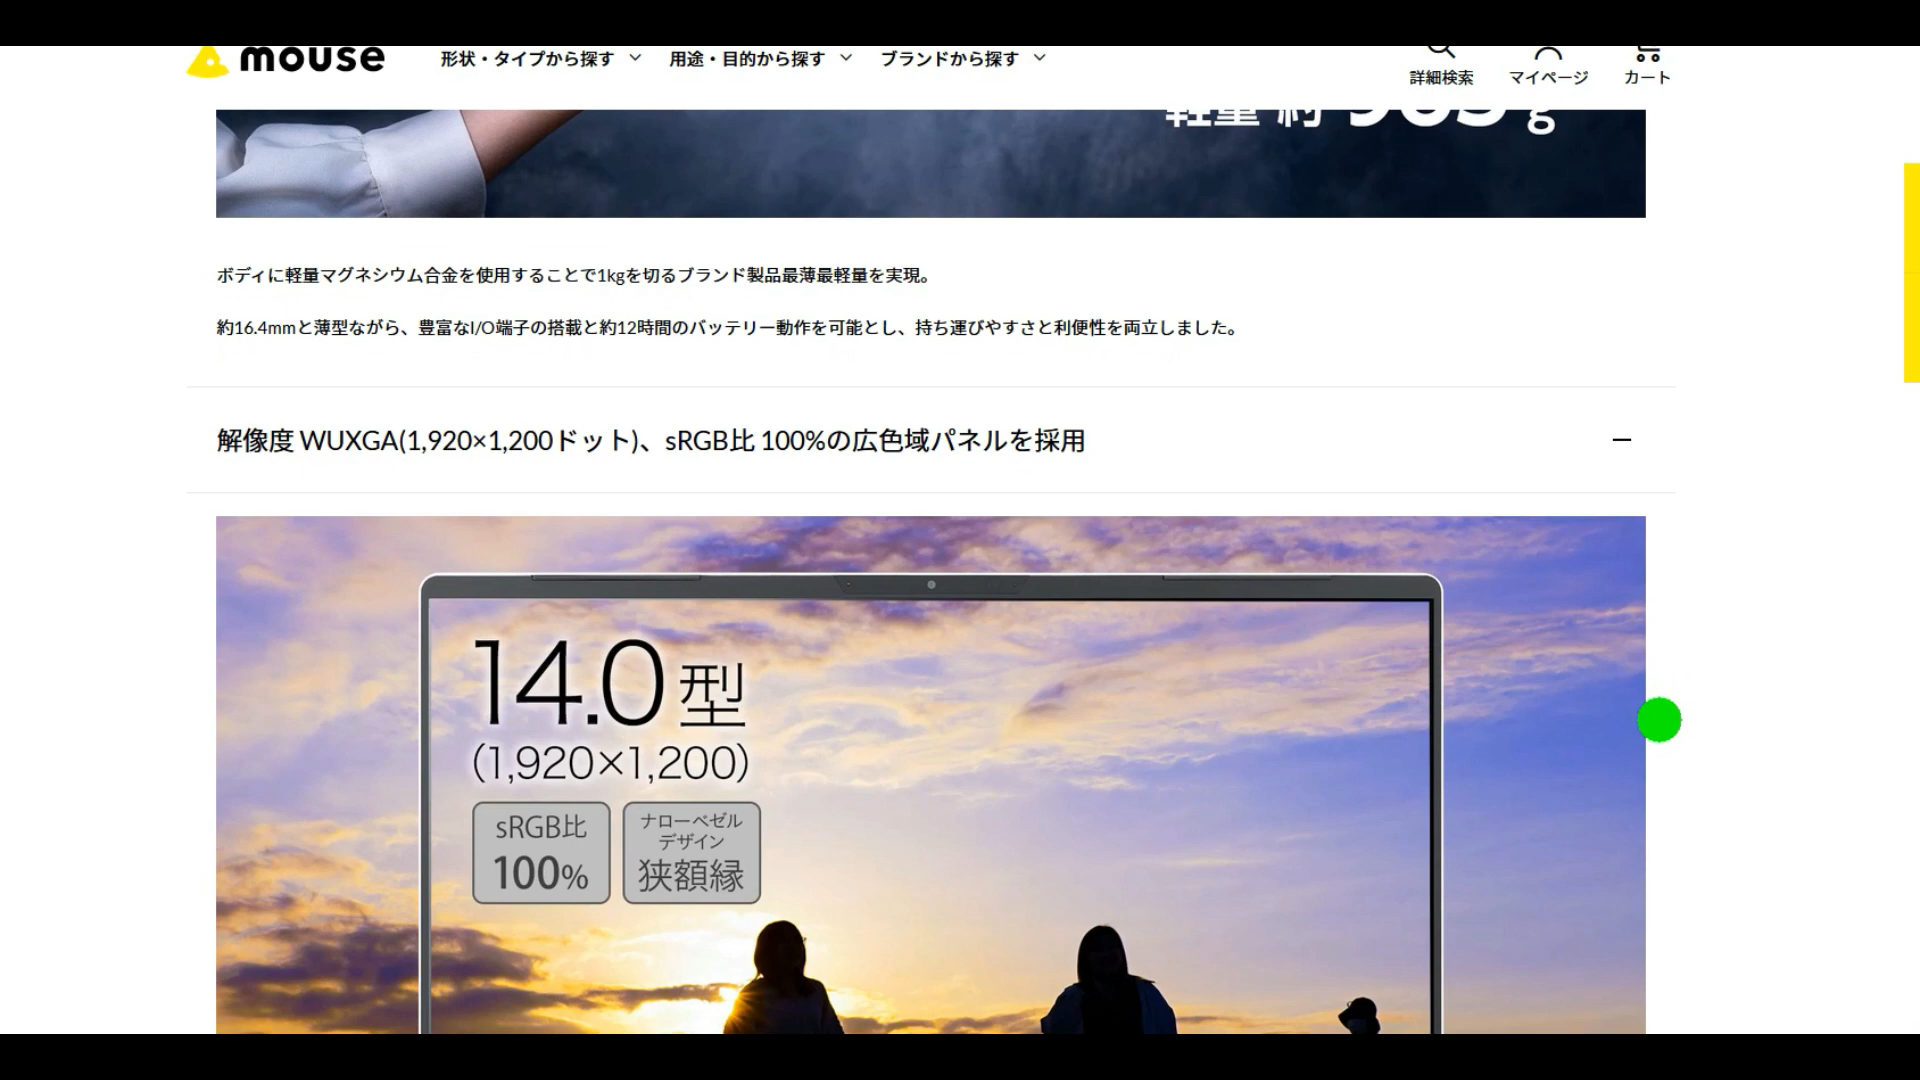 mouse
形状・タイプから探す
用途・目的から探す
ブランドから探す
詳細検索
マイページ
カート
軽量 約 965 g
ボディに軽量マグネシウム合金を使用することで1kgを切るブランド製品最薄最軽量を実現。
約16.4mmと薄型ながら、豊富なI/O端子の搭載と約12時間のバッテリー動作を可能とし、持ち運びやすさと利便性を両立しました。
解像度 WUXGA(1,920×1,200ドット)、sRGB比 100%の広色域パネルを採用
14.0型
(1,920×1,200)
sRGB比
100%
ナローベゼル
デザイン
狭額縁